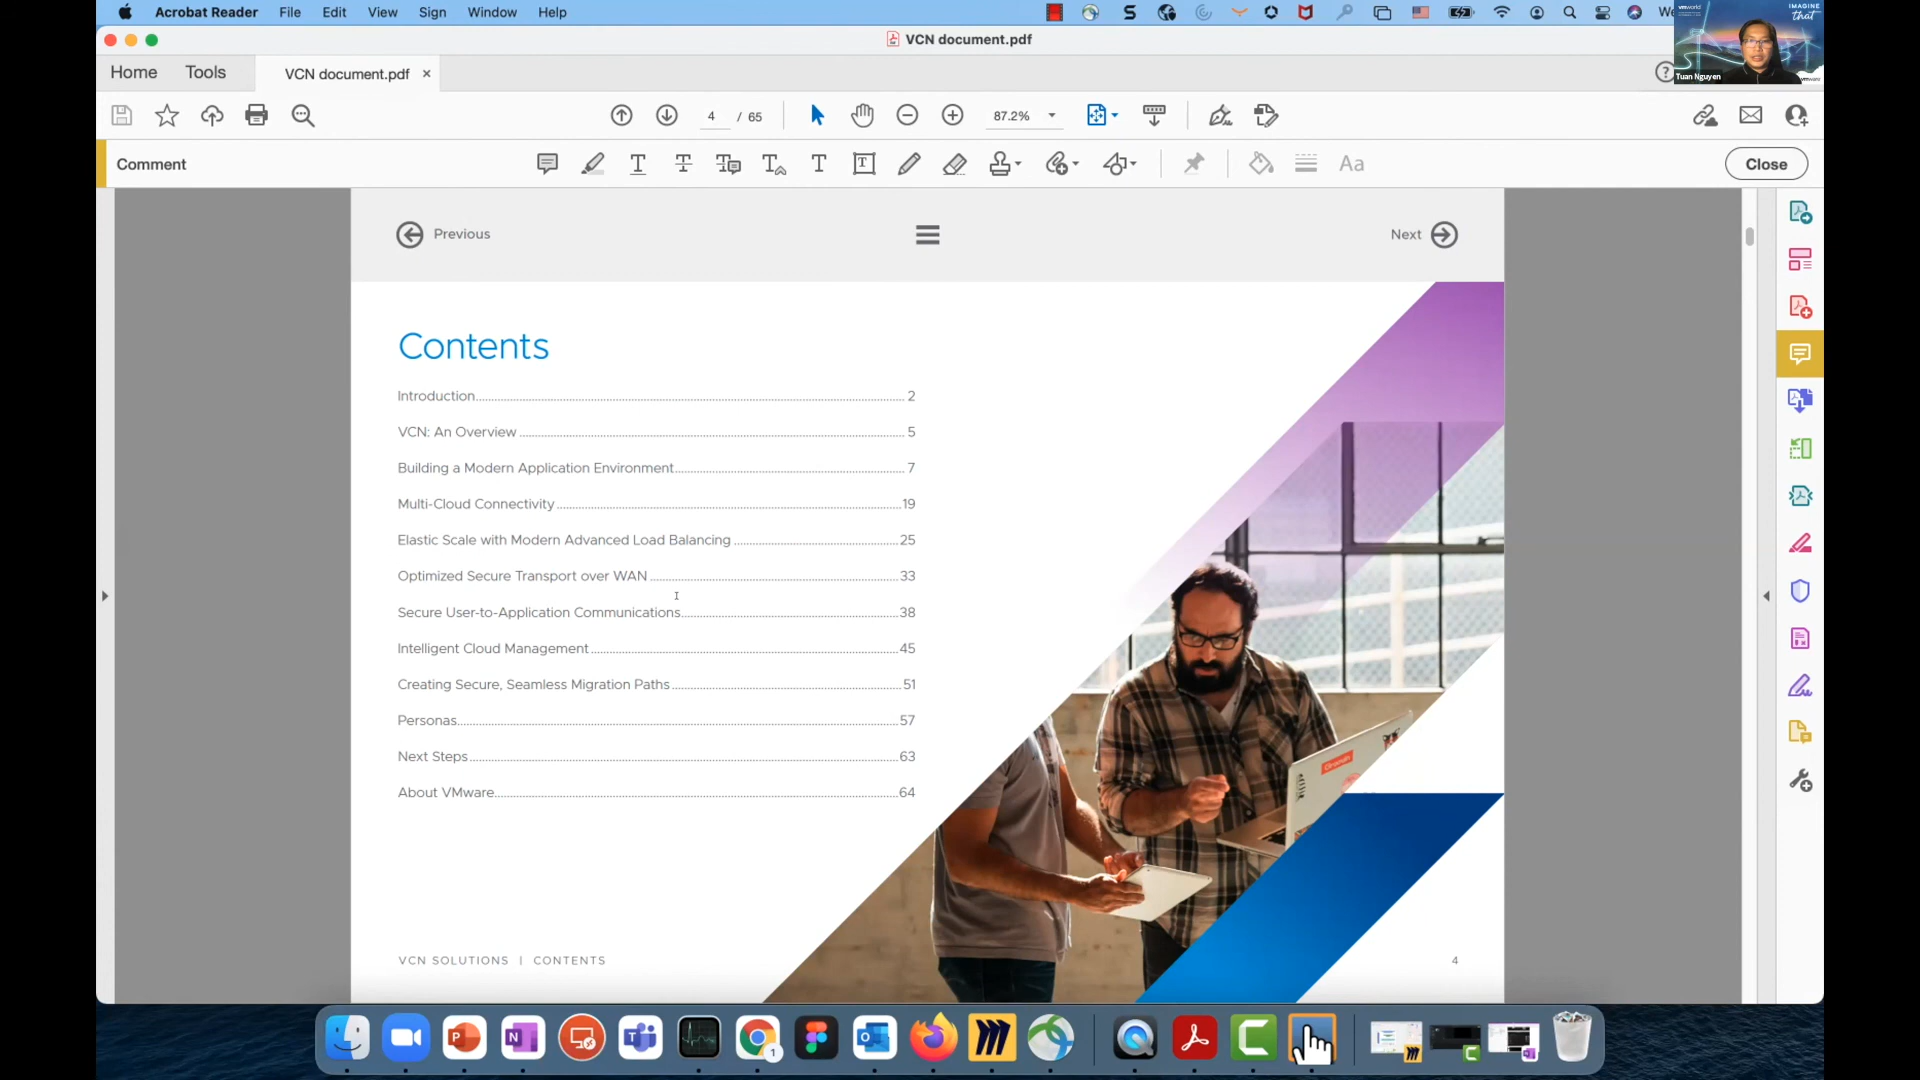 Acrobat Reader File Edit View Sign Window Help
VCN document.pdf
Home Tools VCN document.pdf
4 / 65 87.2%
Comment
Close
Previous
Next
Contents
Introduction 2
VCN: An Overview 5
Building a Modern Application Environment 7
Multi-Cloud Connectivity 19
Elastic Scale with Modern Advanced Load Balancing 25
Optimized Secure Transport over WAN 33
Secure User-to-Application Communications 38
Intelligent Cloud Management 45
Creating Secure, Seamless Migration Paths 51
Personas 57
Next Steps 63
About VMware 64
VCN SOLUTIONS | CONTENTS
4
vmworld
IMAGINE
that
Tuan Nguyen
vmware